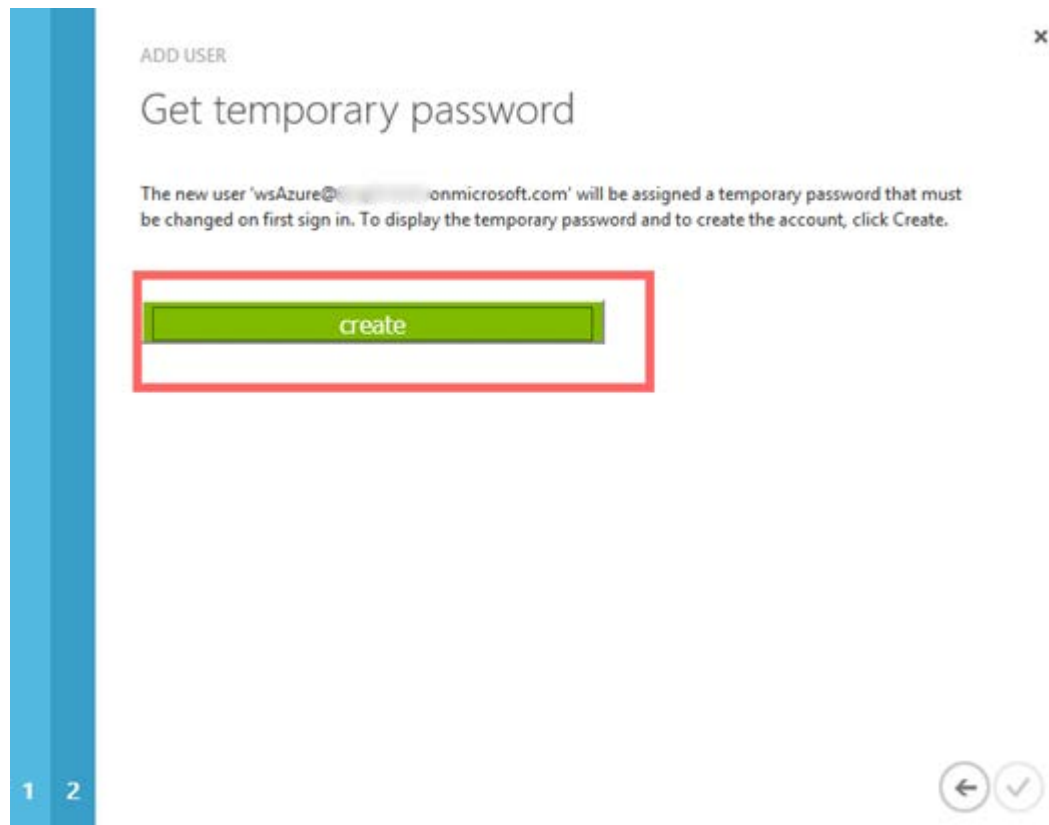 ADD USER
Get temporary password
The new user 'wsAzure@ onmicrosoft.com' will be assigned a temporary password that must
be changed on first sign in. To display the temporary password and to create the account, click Create.
create
1 2